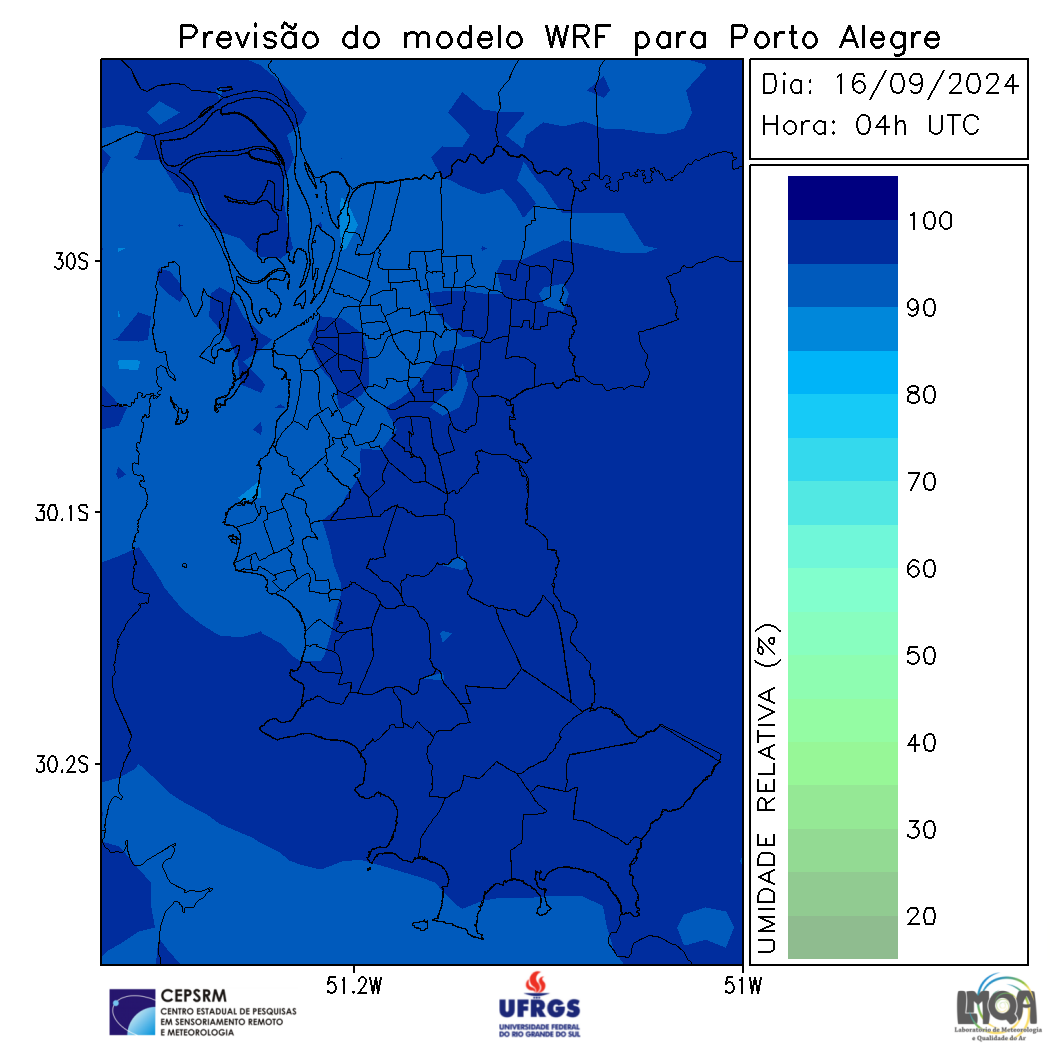 Previsão do modelo WRF para Porto Alegre
Dia: 16/09/2024
Hora: 04h UTC
30S
30.1S
30.2S
51.2W
51W
100
90
80
70
60
50
40
30
20
UMIDADE RELATIVA (%)
CEPSRM
CENTRO ESTADUAL DE PESQUISAS
EM SENSORIAMENTO REMOTO
E METEOROLOGIA
UFRGS
UNIVERSIDADE FEDERAL
DO RIO GRANDE DO SUL
LMQA
Laboratório de Meteorologia
e Qualidade do Ar